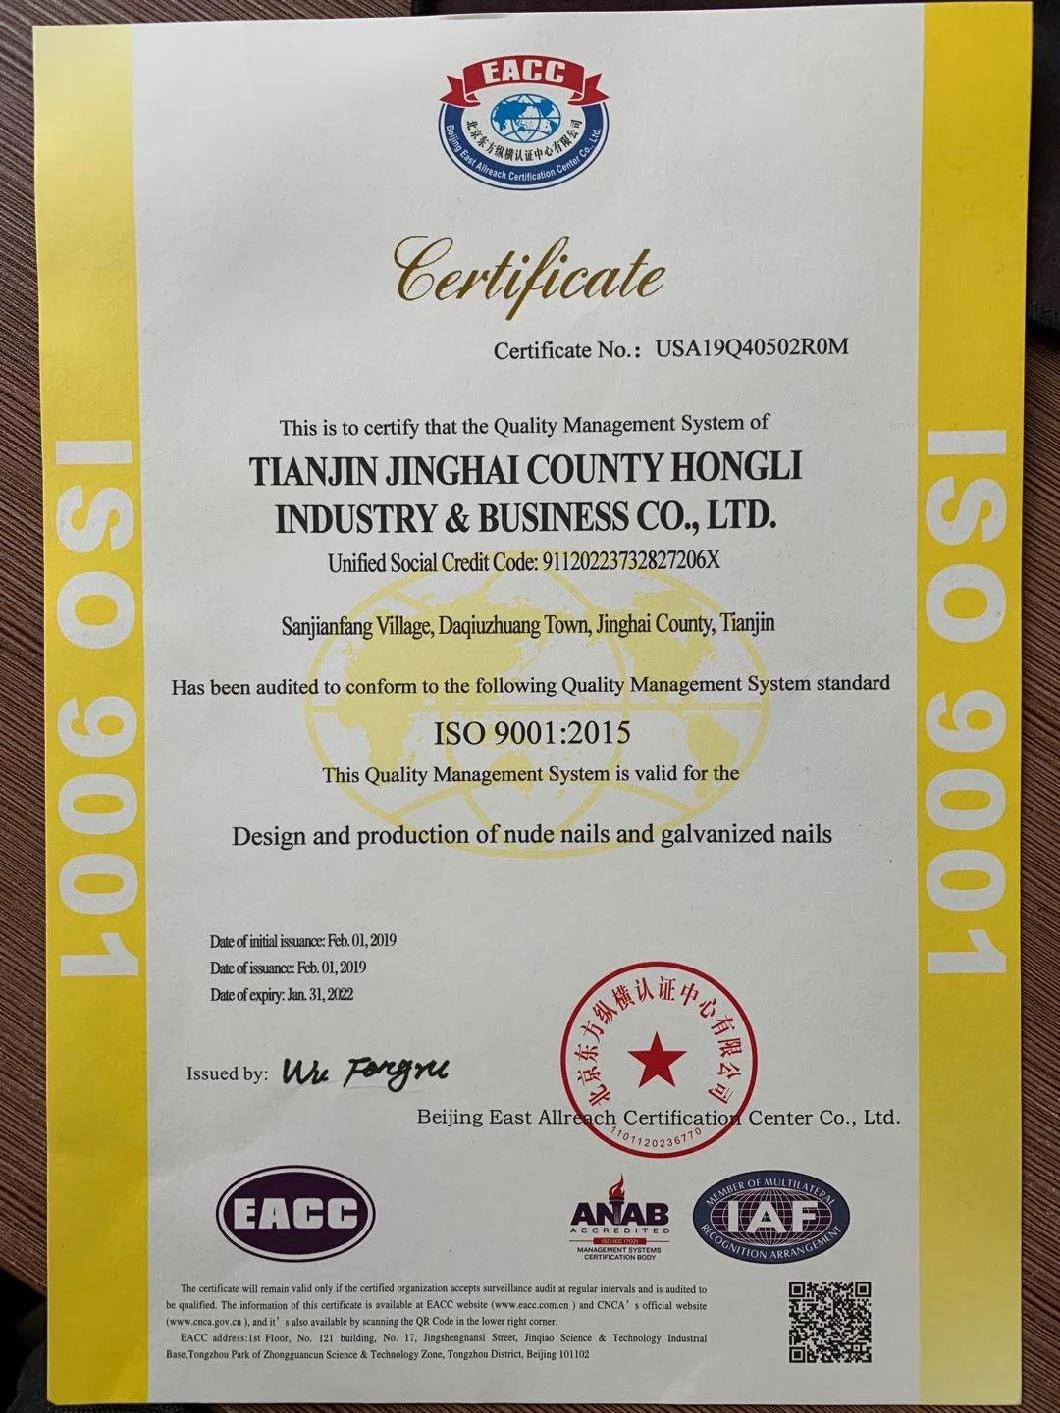 EACC
北京东方纵横认证中心有限公司
Beijing East Allreach Certification Center Co., Ltd.
Certificate
Certificate No.: USA19Q40502R0M
This is to certify that the Quality Management System of
TIANJIN JINGHAI COUNTY HONGLI
INDUSTRY & BUSINESS CO., LTD.
Unified Social Credit Code: 91120223732827206X
Sanjianfang Village, Daqiuzhuang Town, Jinghai County, Tianjin
Has been audited to conform to the following Quality Management System standard
ISO 9001:2015
This Quality Management System is valid for the
Design and production of nude nails and galvanized nails
ISO 9001
ISO 9001
Date of initial issuance: Feb. 01, 2019
Date of issuance: Feb. 01, 2019
Date of expiry: Jan. 31, 2022
北京东方纵横认证中心有限公司
Issued by: Wu Fongru
Beijing East Allreach Certification Center Co., Ltd.
1101120236770
EACC
ANAB
ACCREDITED
ISO/IEC 17021
MANAGEMENT SYSTEMS
CERTIFICATION BODY
MEMBER OF MULTILATERAL
IAF
RECOGNITION ARRANGEMENT
The certificate will remain valid only if the certified organization accepts surveillance audit at regular intervals and is audited to
be qualified. The information of this certificate is available at EACC website (www.eacc.com.cn ) and CNCA’s official website
(www.cnca.gov.cn ), and it’s also available by scanning the QR Code in the lower right corner.
EACC address:1st Floor, No. 121 building, No. 17, Jingshengnansi Street, Jinqiao Science & Technology Industrial
Base,Tongzhou Park of Zhongguancun Science & Technology Zone, Tongzhou District, Beijing 101102